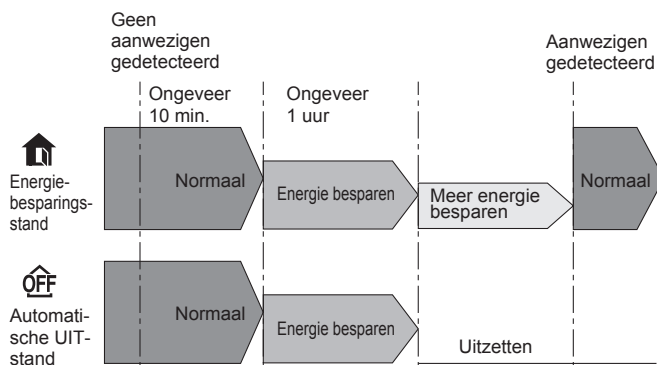 Geen
aanwezigen
gedetecteerd
Aanwezigen
gedetecteerd
Ongeveer
10 min.
Ongeveer
1 uur
Energie-
besparings-
stand
Normaal
Energie besparen
Meer energie
besparen
Normaal
OFF
Automati-
sche UIT-
stand
Normaal
Energie besparen
Uitzetten